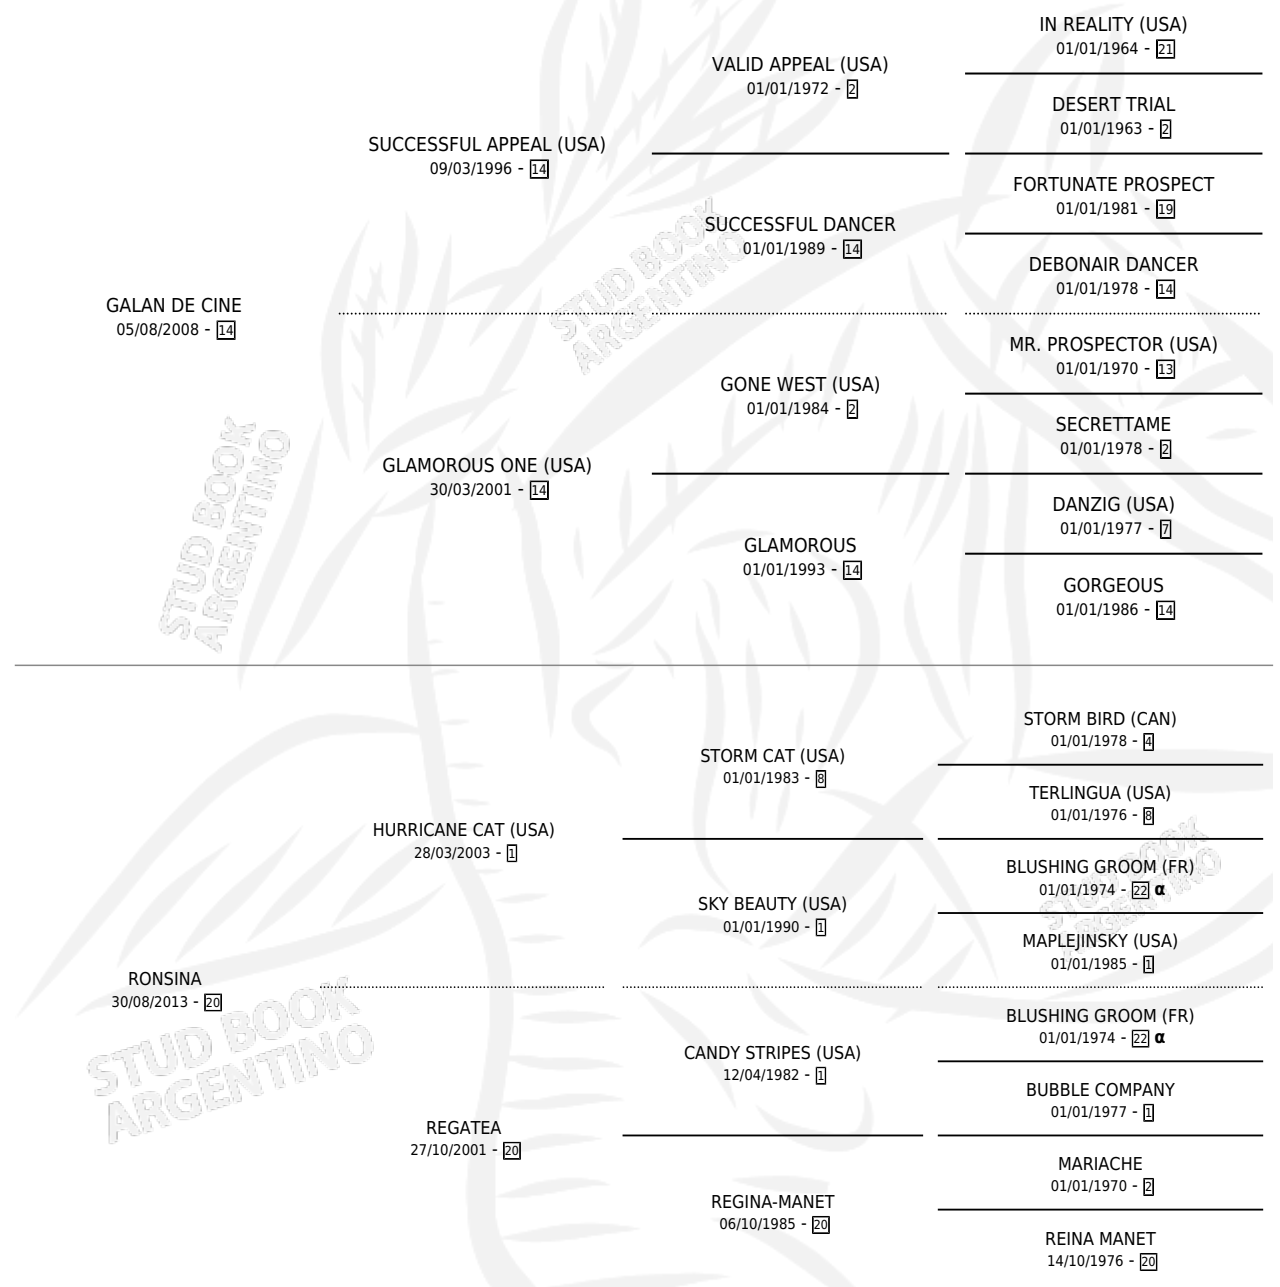 IN REALITY (USA)
01/01/1964 - 21
VALID APPEAL (USA)
01/01/1972 - 2
DESERT TRIAL
01/01/1963 - 2
SUCCESSFUL APPEAL (USA)
09/03/1996 - 14
FORTUNATE PROSPECT
01/01/1981 - 19
SUCCESSFUL DANCER
01/01/1989 - 14
DEBONAIR DANCER
01/01/1978 - 14
GALAN DE CINE
05/08/2008 - 14
MR. PROSPECTOR (USA)
01/01/1970 - 13
GONE WEST (USA)
01/01/1984 - 2
SECRETTAME
01/01/1978 - 2
GLAMOROUS ONE (USA)
30/03/2001 - 14
DANZIG (USA)
01/01/1977 - 7
GLAMOROUS
01/01/1993 - 14
GORGEOUS
01/01/1986 - 14
STORM BIRD (CAN)
01/01/1978 - 4
STORM CAT (USA)
01/01/1983 - 8
TERLINGUA (USA)
01/01/1976 - 8
HURRICANE CAT (USA)
28/03/2003 - 1
BLUSHING GROOM (FR)
01/01/1974 - 22 α
SKY BEAUTY (USA)
01/01/1990 - 1
MAPLEJINSKY (USA)
01/01/1985 - 1
RONSINA
30/08/2013 - 20
BLUSHING GROOM (FR)
01/01/1974 - 22 α
CANDY STRIPES (USA)
12/04/1982 - 1
BUBBLE COMPANY
01/01/1977 - 1
REGATEA
27/10/2001 - 20
MARIACHE
01/01/1970 - 2
REGINA-MANET
06/10/1985 - 20
REINA MANET
14/10/1976 - 20
STUD BOOK
ARGENTINO
STUD BOOK
ARGENTINO
STUD BOOK
ARGENTINO
STUD BOOK
ARGENTINO